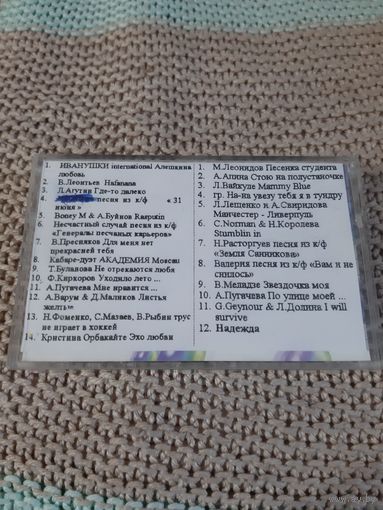 1. ИВАНУШКИ international Алешкина
любовь
2. В.Леонтьев Hafanana
3. Л.Агутин Где-то далеко
4. песня из к/ф « 31
июня »
5. Boney M & А.Буйнов Rasputin
6. Несчастный случай песня из к/ф
«Генералы песчаных карьеров»
7. В.Пресняков Для меня нет
прекрасней тебя
8. Кабаре-дуэт АКАДЕМИЯ Moscau
9. Т.Буланова Не отрекаются любя
10. Ф.Киркоров Уходило лето ...
11. А.Пугачева Мне нравится ...
12. А.Варум & Д.Маликов Листья
желтые
13. Н.Фоменко, С.Мазаев, В.Рыбин трус
не играет в хоккей
14. Кристина Орбакайте Эхо любви
1. М.Леонидов Песенка студента
2. А.Апина Стою на полустаночке
3. Л.Вайкуле Mammy Blue
4. гр. На-на увезу тебя я в тундру
5. Л.Лещенко и А.Свиридова
Манчестер - Ливерпуль
6. C.Norman & Н.Королева
Stumblin in
7. Н.Расторгуев песня из к/ф
«Земля Санникова»
8. Валерия песня из к/ф «Вам и не
снилось»
9. В.Меладзе Звездочка моя
10. А.Пугачева По улице моей ...
11. G.Geynour & Л.Долина I will
survive
12. Надежда